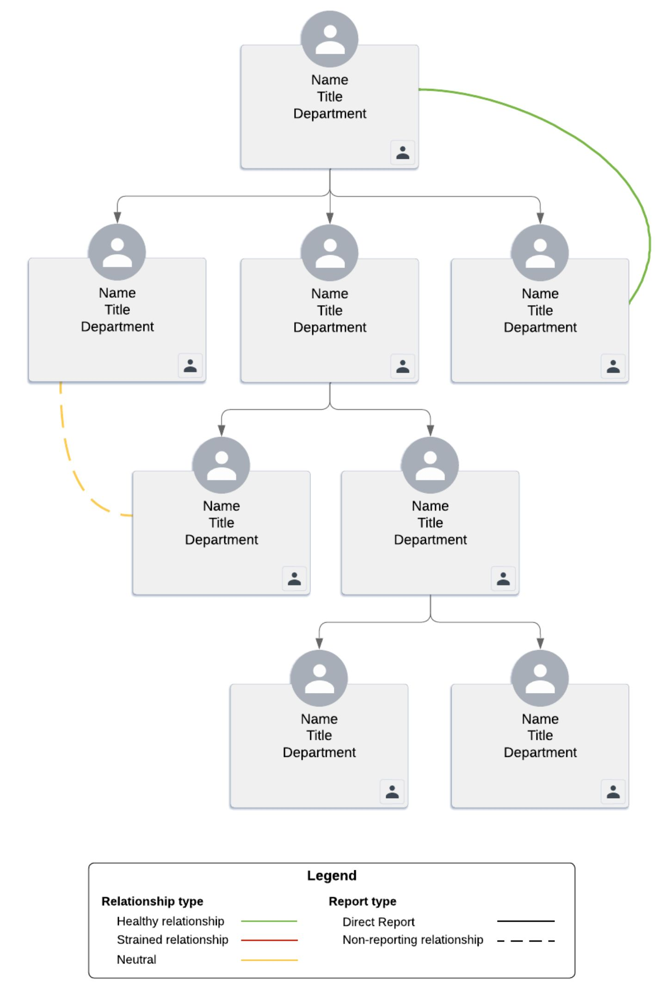 Name
Title
Department
Name
Title
Department
Name
Title
Department
Name
Title
Department
Name
Title
Department
Name
Title
Department
Name
Title
Department
Name
Title
Department
Legend
Relationship type
Healthy relationship
Strained relationship
Neutral
Report type
Direct Report
Non-reporting relationship